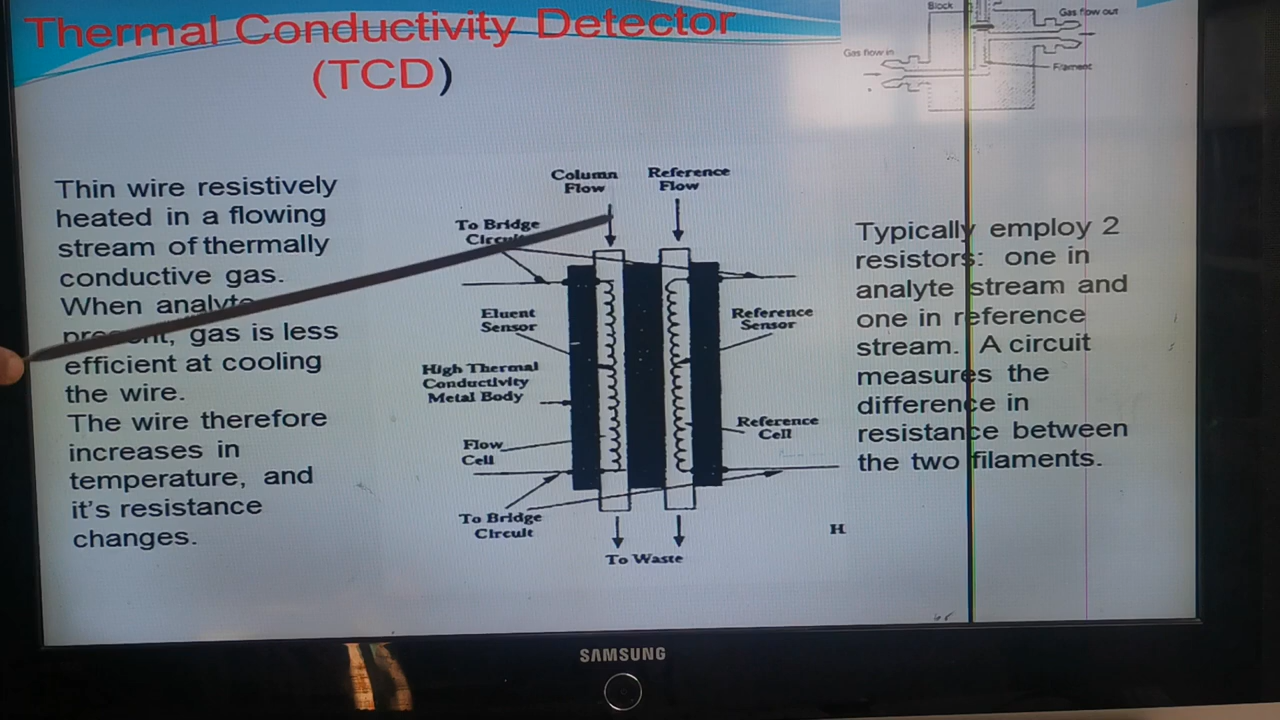 Thermal Conductivity Detector
(TCD)
Block
Gas flow out
Gas flow in
Filament
Thin wire resistively
heated in a flowing
stream of thermally
conductive gas.
When analyte
present, gas is less
efficient at cooling
the wire.
The wire therefore
increases in
temperature, and
it's resistance
changes.
Column
Flow
Reference
Flow
To Bridge
Circuit
Eluent
Sensor
Reference
Sensor
High Thermal
Conductivity
Metal Body
Flow
Cell
Reference
Cell
To Bridge
Circuit
To Waste
H
Typically employ 2
resistors: one in
analyte stream and
one in reference
stream. A circuit
measures the
difference in
resistance between
the two filaments.
SAMSUNG